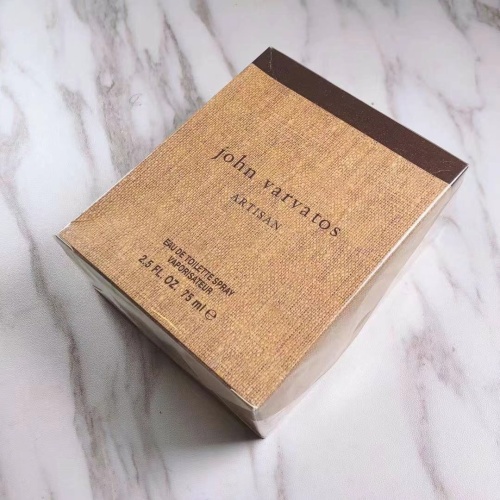 john varvatos
ARTISAN
EAU DE TOILETTE SPRAY
VAPORISATEUR
2,5 FL. OZ. 75 ml ℮